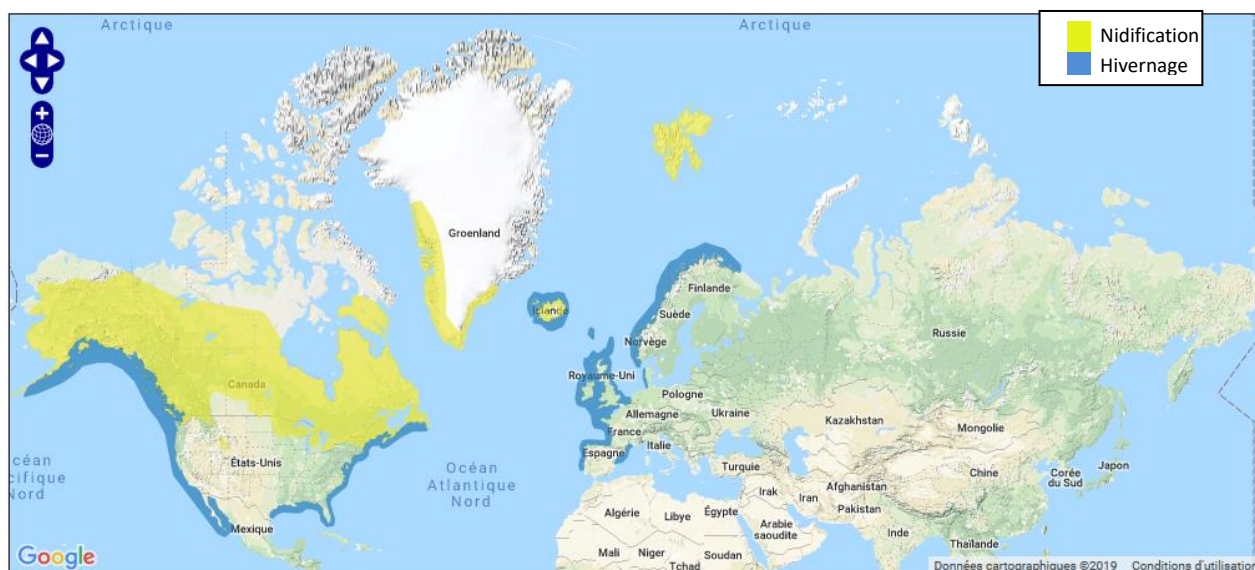 Arctique
Arctique
Nidification
Hivernage
Groenland
Islande
Finlande
Suède
Norvège
Russie
Royaume-Uni
Pologne
Canada
Allemagne
Ukraine
Kazakhstan
Mongolie
France
Italie
Espagne
États-Unis
Océan
Atlantique
Nord
océan
cifique
Nord
Turquie
Chine
Corée
du Sud
Japon
Afghanistan
Irak
Iran
Pakistan
Algérie
Libye
Égypte
Arabie
saoudite
Inde
Mexique
Mali
Niger
Soudan
Tchad
Thaïlande
Google
Données cartographiques ©2019 Conditions d'utilisation